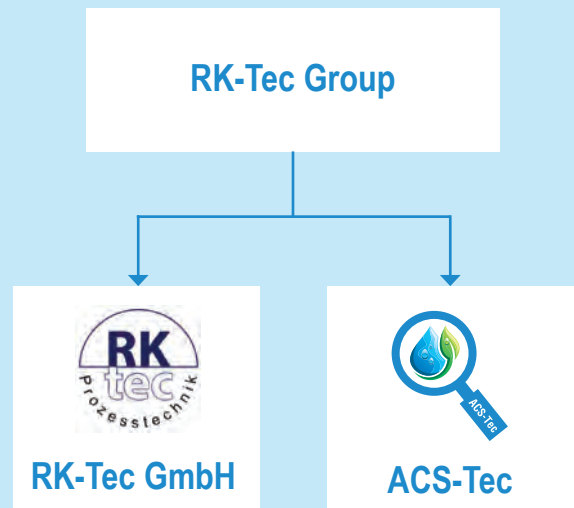 RK-Tec Group
RK
tec
Prozesstechnik
RK-Tec GmbH
ACS-Tec
ACS-Tec